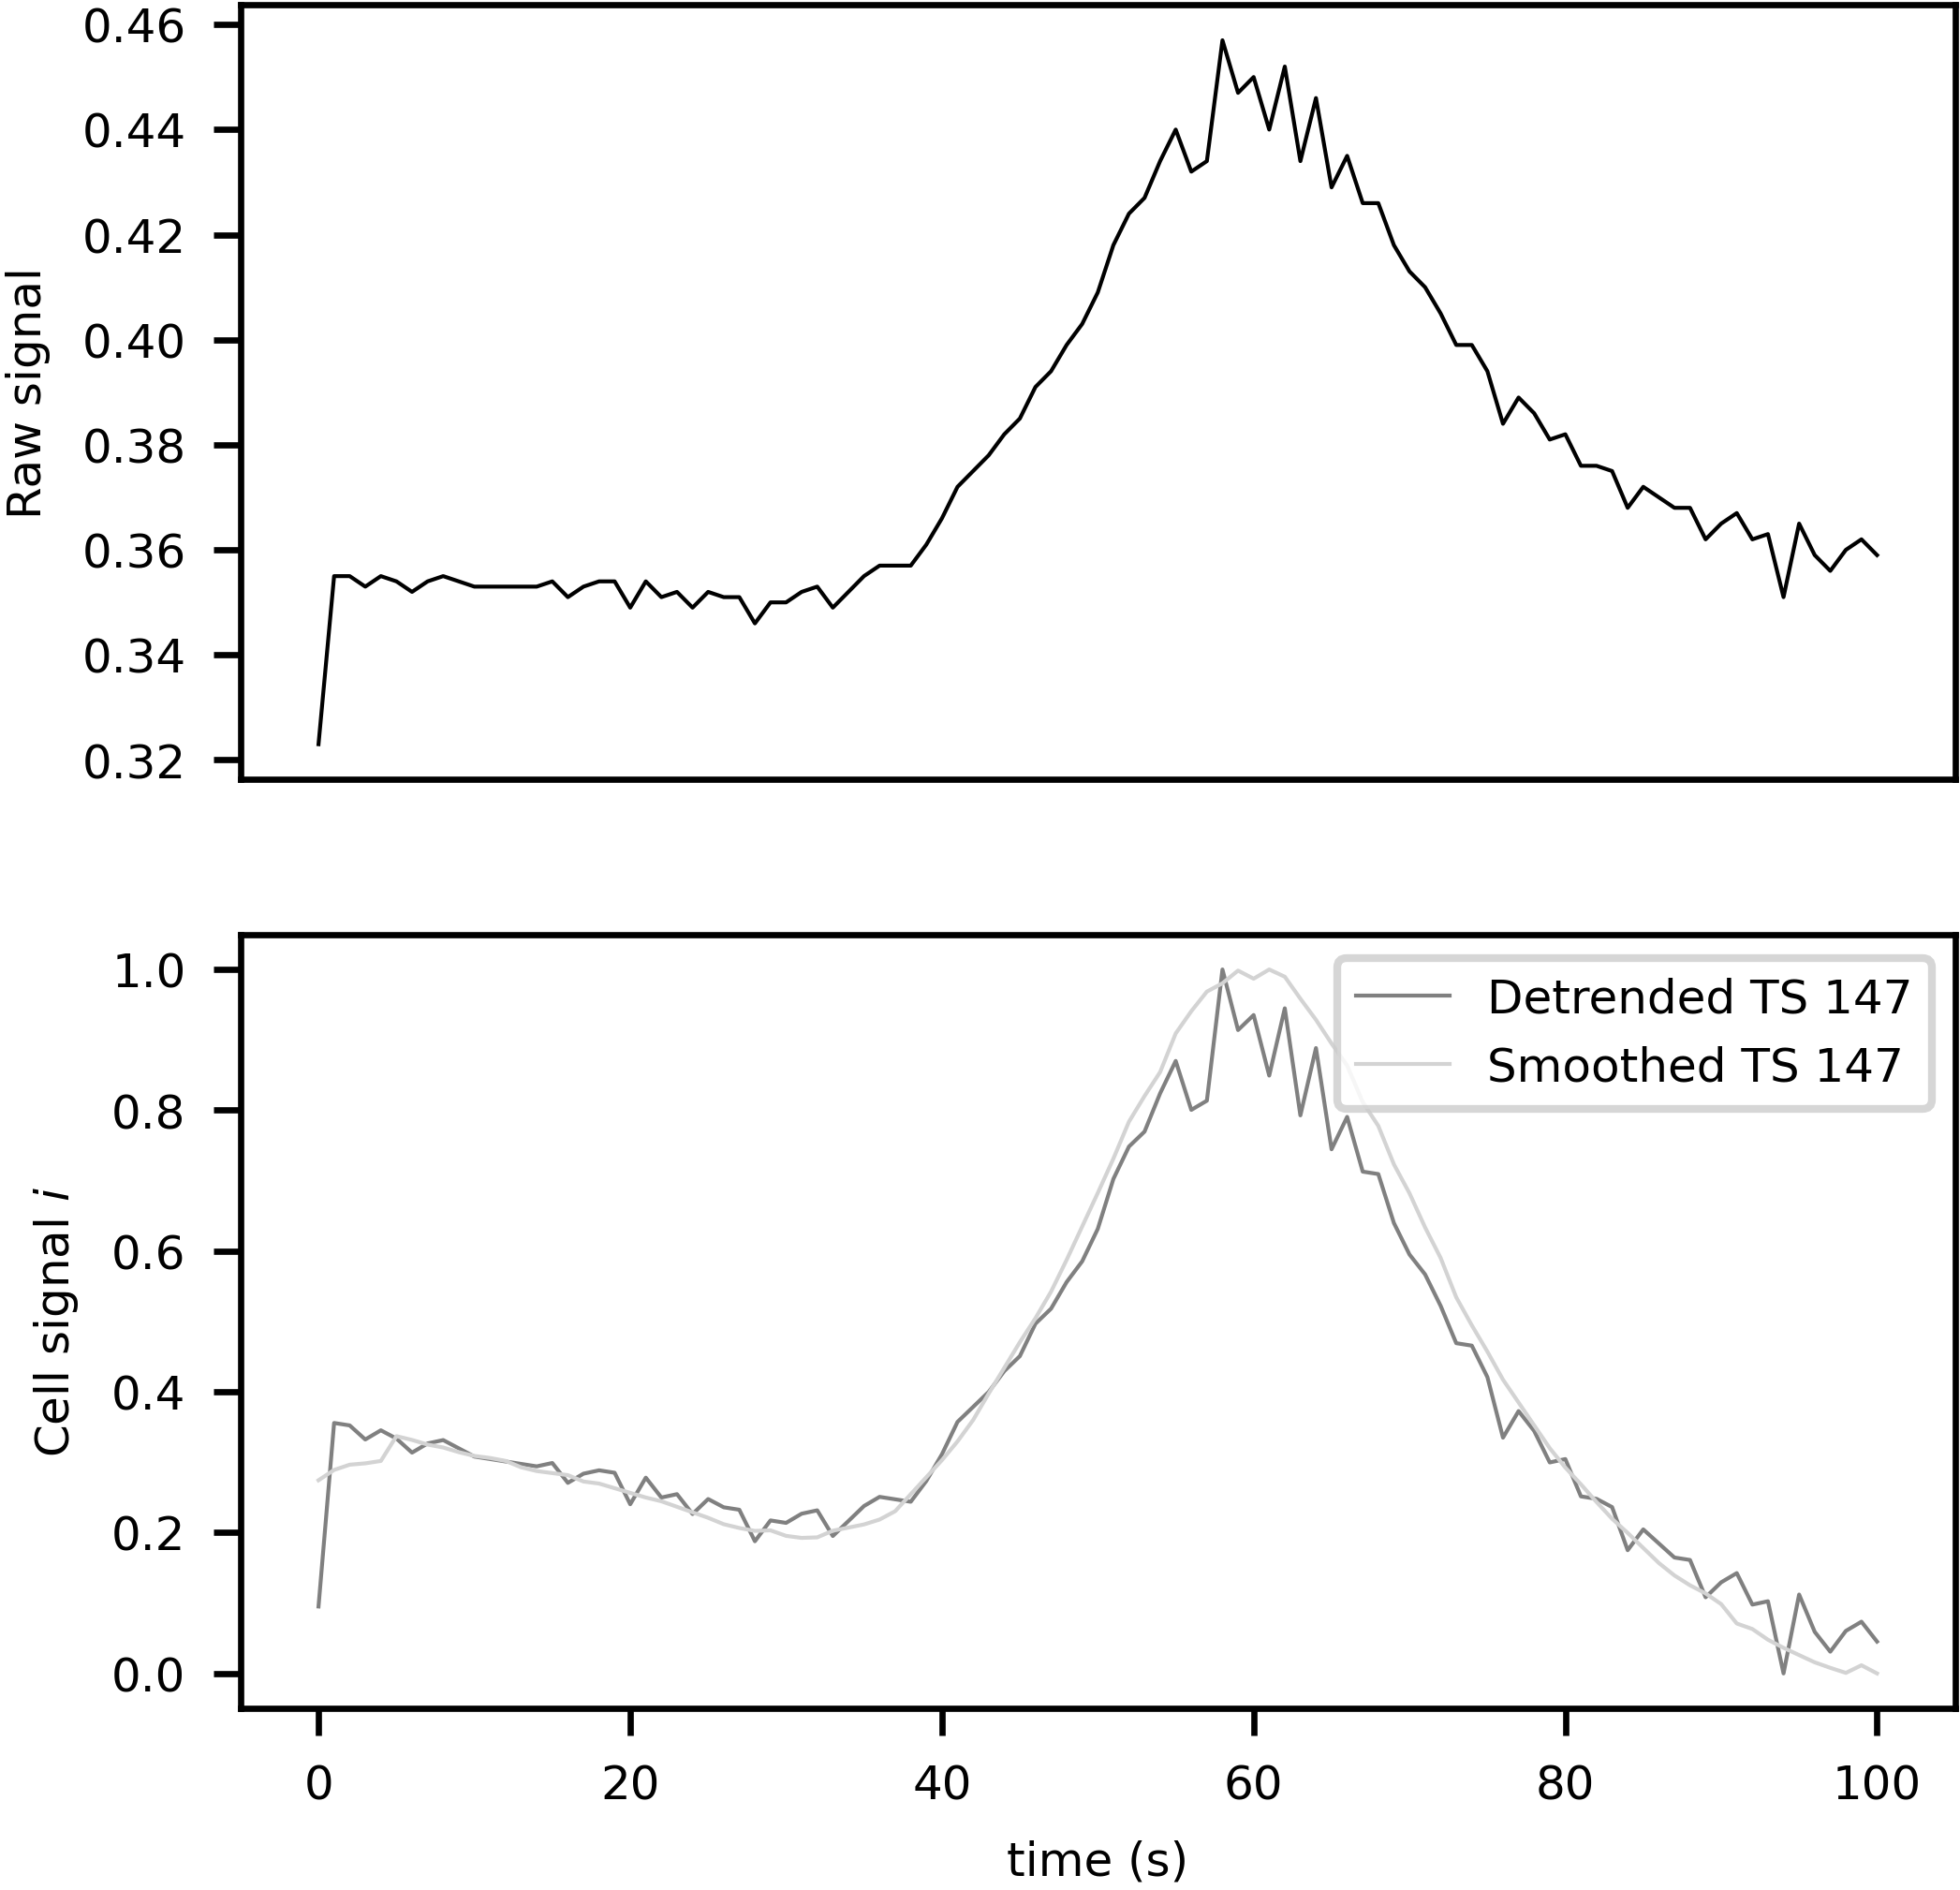 0.46
0.44
0.42
0.40
0.38
0.36
0.34
0.32
Raw signal
1.0
0.8
0.6
0.4
0.2
0.0
Cell signal i
Detrended TS 147
Smoothed TS 147
0 20 40 60 80 100
time (s)